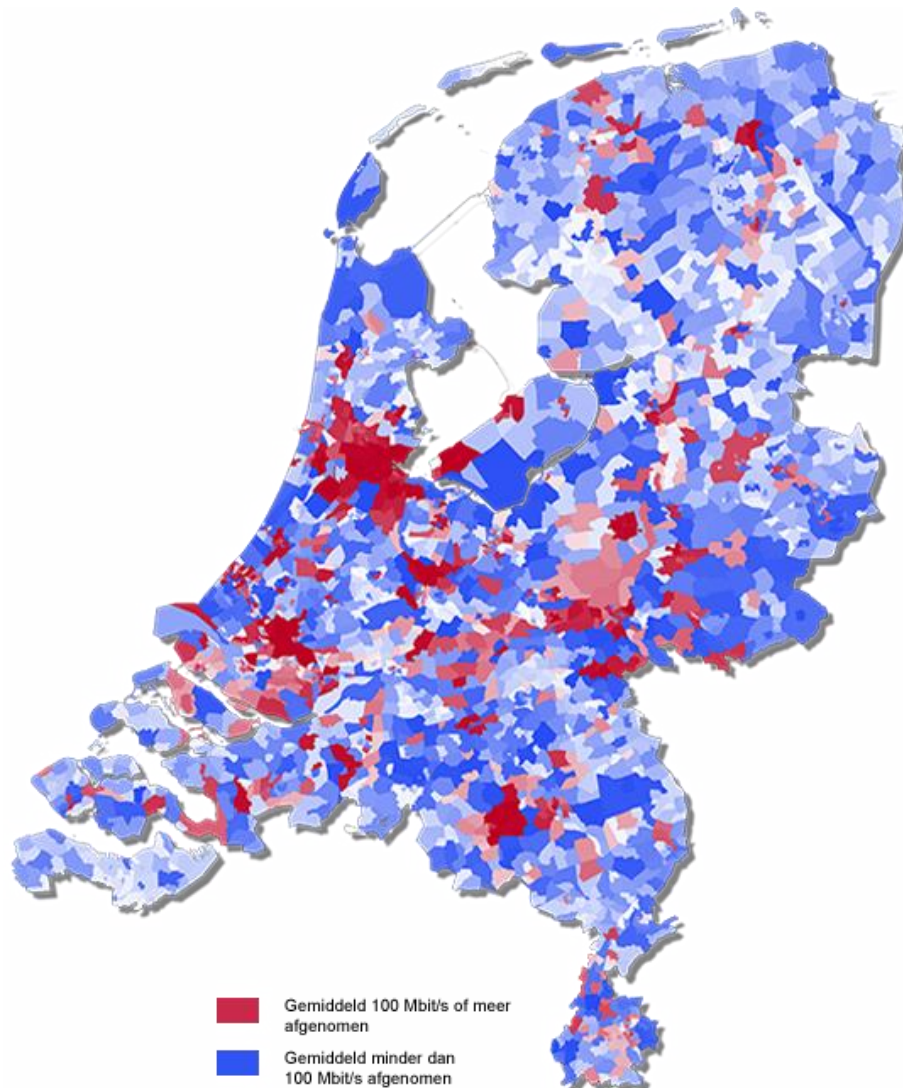 Gemiddeld 100 Mbit/s of meer
afgenomen
Gemiddeld minder dan
100 Mbit/s afgenomen